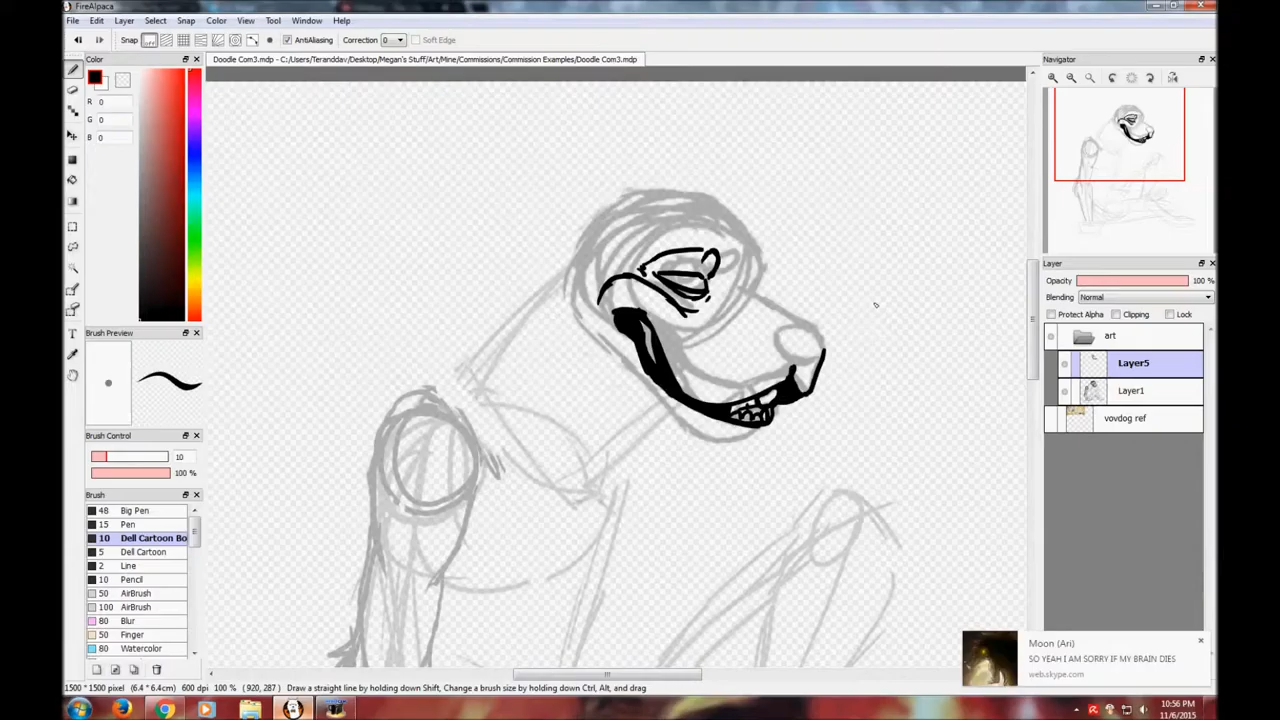 FireAlpaca
File Edit Layer Select Snap Color View Tool Window Help
Snap off AntiAliasing Correction 0 Soft Edge
Color
Doodle Com3.mdp - C:/Users/Teranddav/Desktop/Megan's Stuff/Art/Mine/Commissions/Commission Examples/Doodle Com3.mdp
Navigator
R 0
G 0
B 0
Layer
Opacity 100 %
Blending Normal
Protect Alpha Clipping Lock
art
Layer5
Layer1
vovdog ref
Brush Preview
Brush Control
10
100 %
Brush
48 Big Pen
15 Pen
10 Dell Cartoon Bo
5 Dell Cartoon
2 Line
10 Pencil
50 AirBrush
100 AirBrush
80 Blur
50 Finger
80 Watercolor
Moon (Ari)
SO YEAH I AM SORRY IF MY BRAIN DIES
web.skype.com
1500 * 1500 pixel (6.4 * 6.4cm) 600 dpi 100 % (920, 287) Draw a straight line by holding down Shift, Change a brush size by holding down Ctrl, Alt, and drag
10:56 PM
11/6/2015